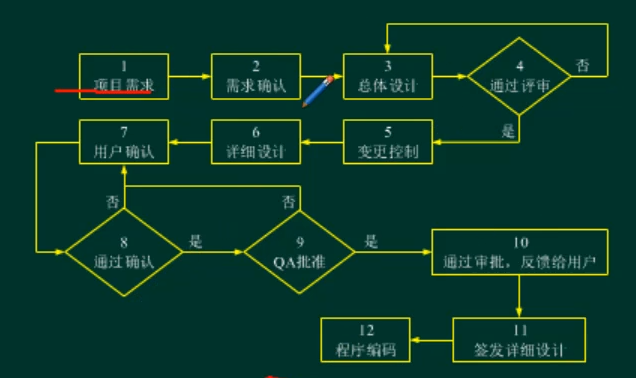 1
项目需求
2
需求确认
3
总体设计
4
通过评审
否
是
7
用户确认
6
详细设计
5
变更控制
否
否
8
通过确认
是
9
QA批准
是
10
通过审批，反馈给用户
12
程序编码
11
签发详细设计